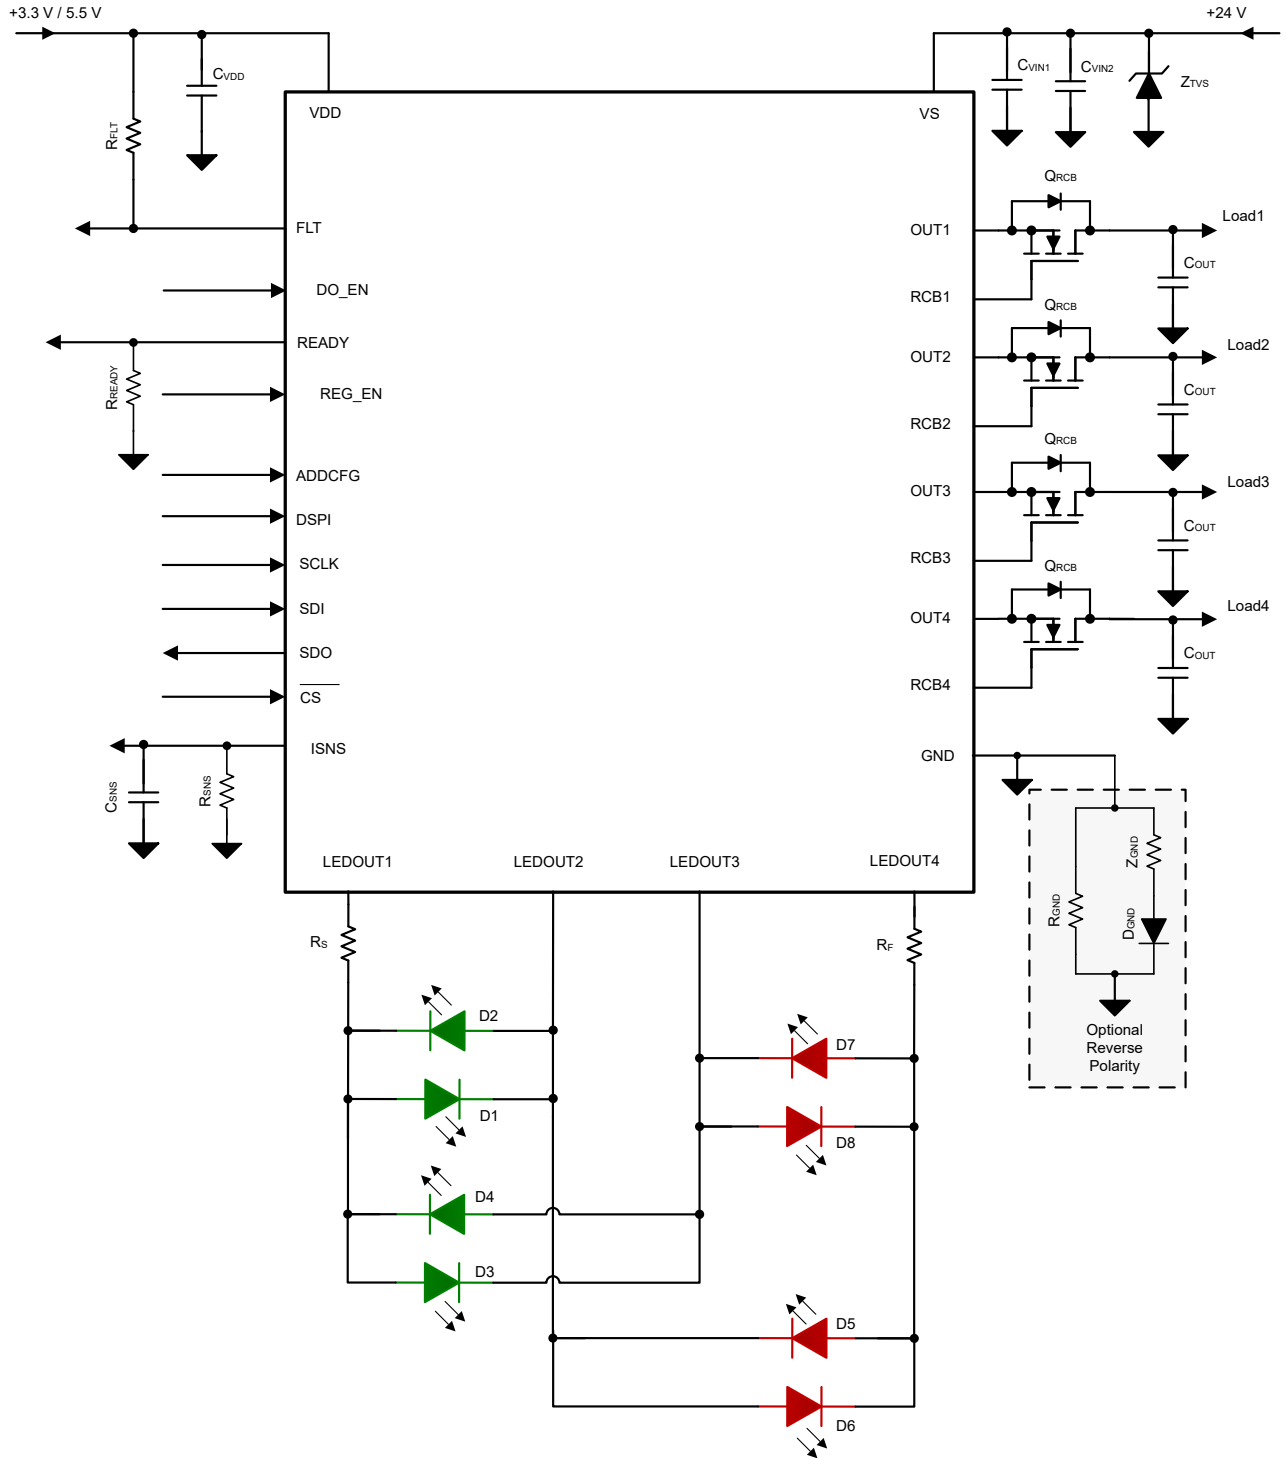 +3.3 V / 5.5 V
+24 V
CVDD
RFLT
CVIN1
CVIN2
ZTVS
VDD
VS
FLT
DO_EN
READY
RREADY
REG_EN
ADDCFG
DSPI
SCLK
SDI
SDO
CS
ISNS
CSNS
RSNS
QRCB
OUT1
Load1
COUT
RCB1
QRCB
OUT2
Load2
COUT
RCB2
QRCB
OUT3
Load3
COUT
RCB3
QRCB
OUT4
Load4
COUT
RCB4
GND
LEDOUT1
LEDOUT2
LEDOUT3
LEDOUT4
RGND
ZGND
DGND
Optional
Reverse
Polarity
RS
RF
D2
D1
D4
D3
D7
D8
D5
D6